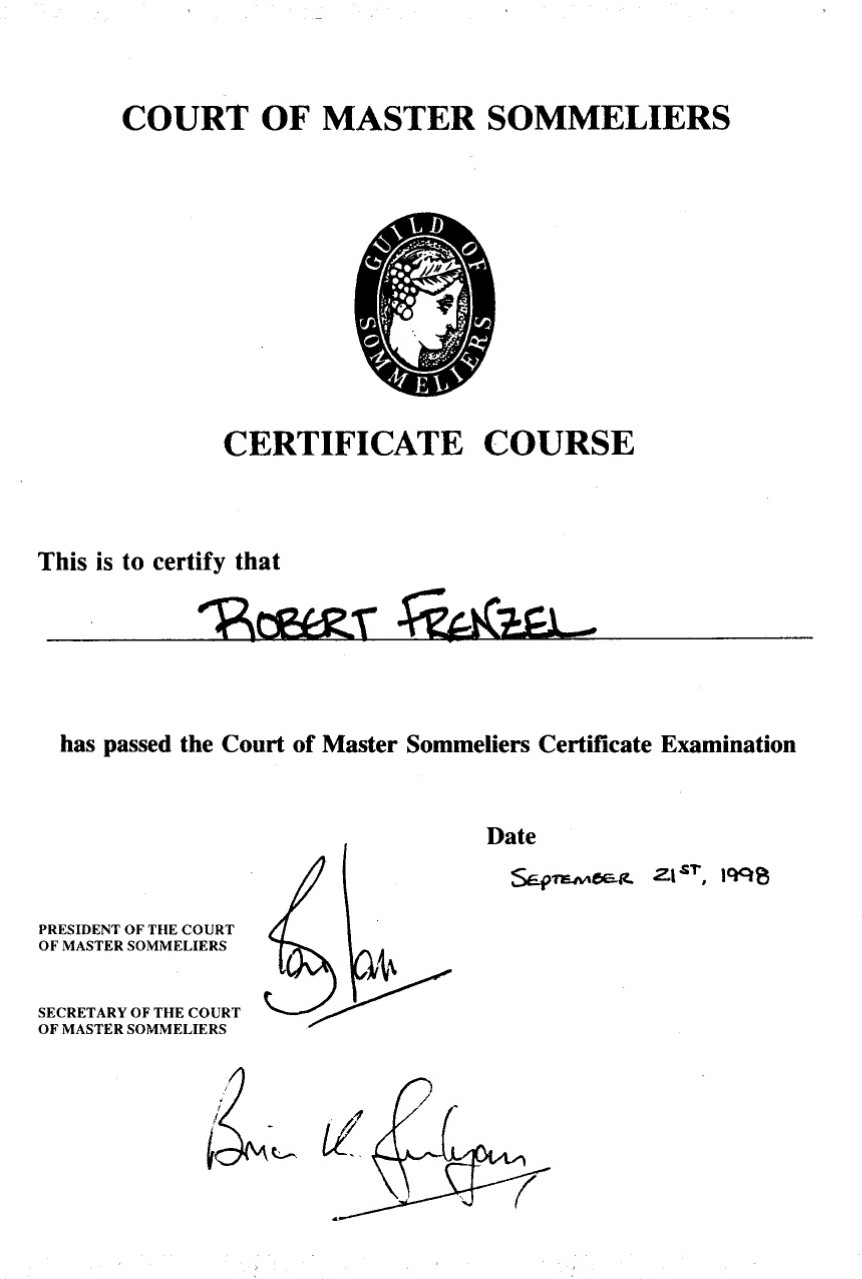 COURT OF MASTER SOMMELIERS
GUILD OF SOMMELIERS
CERTIFICATE COURSE
This is to certify that
ROBERT FRENZEL
has passed the Court of Master Sommeliers Certificate Examination
Date
SEPTEMBER 21ST, 1998
PRESIDENT OF THE COURT
OF MASTER SOMMELIERS
SECRETARY OF THE COURT
OF MASTER SOMMELIERS
Brian K.